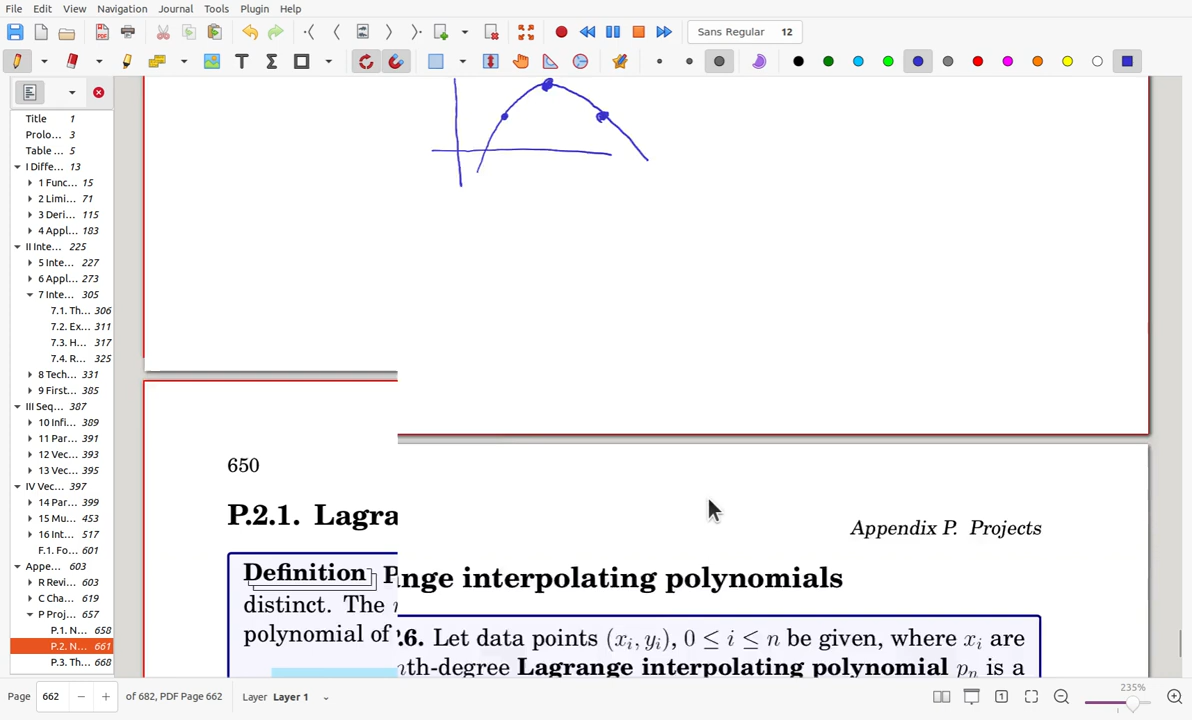 File Edit View Navigation Journal Tools Plugin Help
Sans Regular 12
Title 1
Prolo... 3
Table ... 5
I Diffe... 13
1 Func... 15
2 Limi... 71
3 Deri... 115
4 Appl... 183
II Inte... 225
5 Inte... 227
6 Appl... 273
7 Inte... 305
7.1. Th... 306
7.2. Ex... 311
7.3. H... 317
7.4. R... 325
8 Tech... 331
9 First... 385
III Seq... 387
10 Infi... 389
11 Par... 391
12 Vec... 393
13 Vec... 395
IV Vec... 397
14 Par... 399
15 Mu... 453
16 Int... 517
F.1. Fo... 601
Appe... 603
R Revi... 603
C Cha... 619
P Proj... 657
P.1. N... 658
P.2. N... 661
P.3. Th... 668
650
Appendix P. Projects
P.2.1. Lagra
nge interpolating polynomials
Definition P
.6. Let data points (xᵢ, yᵢ), 0 ≤ i ≤ n be given, where xᵢ are
distinct. The n
nth-degree Lagrange interpolating polynomial pₙ is a
polynomial of
Page 662 − + of 682, PDF Page 662 Layer Layer 1 235%